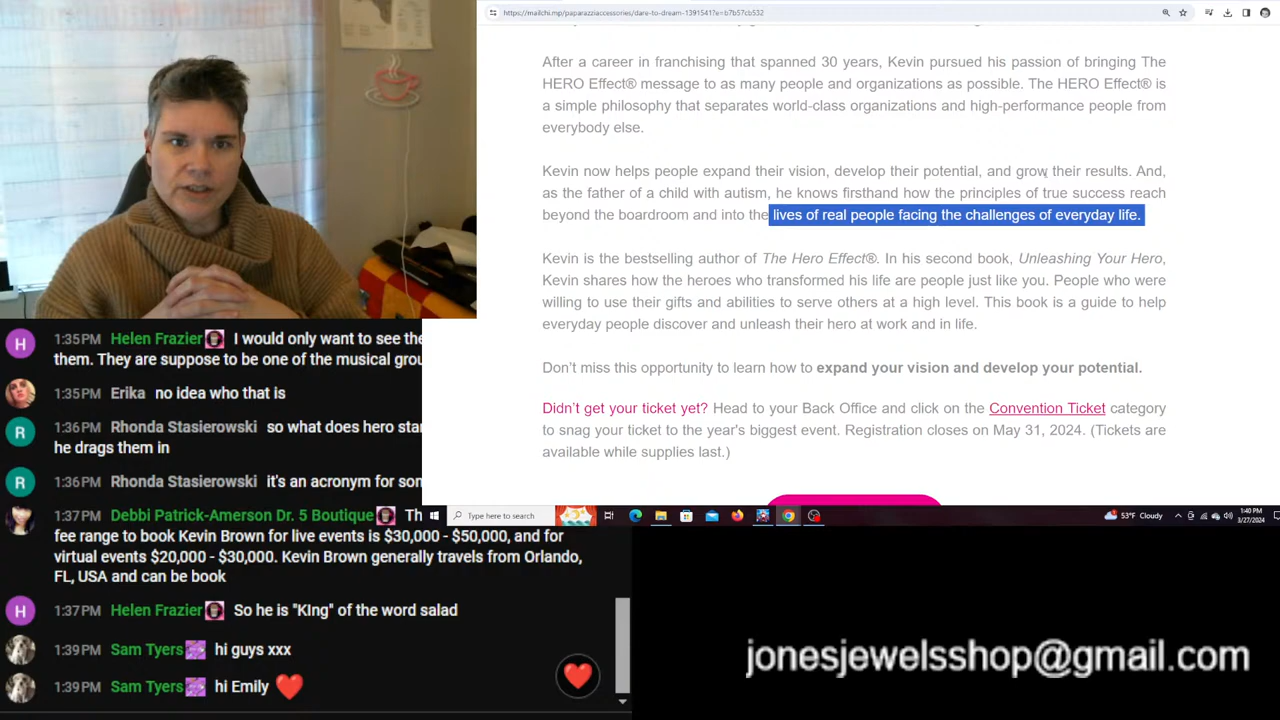 https://mailchi.mp/paparazziaccessories/dare-to-dream-13915417e=b7b57cb532
After a career in franchising that spanned 30 years, Kevin pursued his passion of bringing The
HERO Effect® message to as many people and organizations as possible. The HERO Effect® is
a simple philosophy that separates world-class organizations and high-performance people from
everybody else.
Kevin now helps people expand their vision, develop their potential, and grow their results. And,
as the father of a child with autism, he knows firsthand how the principles of true success reach
beyond the boardroom and into the lives of real people facing the challenges of everyday life.
Kevin is the bestselling author of The Hero Effect®. In his second book, Unleashing Your Hero,
Kevin shares how the heroes who transformed his life are people just like you. People who were
willing to use their gifts and abilities to serve others at a high level. This book is a guide to help
everyday people discover and unleash their hero at work and in life.
Don’t miss this opportunity to learn how to expand your vision and develop your potential.
Didn’t get your ticket yet? Head to your Back Office and click on the Convention Ticket category
to snag your ticket to the year's biggest event. Registration closes on May 31, 2024. (Tickets are
available while supplies last.)
Type here to search
53°F Cloudy
1:40 PM
3/27/2024
H 1:35PM Helen Frazier I would only want to see the
them. They are suppose to be one of the musical grou
1:35PM Erika no idea who that is
R 1:36PM Rhonda Stasierowski so what does hero star
he drags them in
R 1:36PM Rhonda Stasierowski it's an acronym for son
1:37PM Debbi Patrick-Amerson Dr. 5 Boutique Th
fee range to book Kevin Brown for live events is $30,000 - $50,000, and for
virtual events $20,000 - $30,000. Kevin Brown generally travels from Orlando,
FL, USA and can be book
H 1:37PM Helen Frazier So he is "KIng" of the word salad
1:39PM Sam Tyers hi guys xxx
1:39PM Sam Tyers hi Emily
jonesjewelsshop@gmail.com